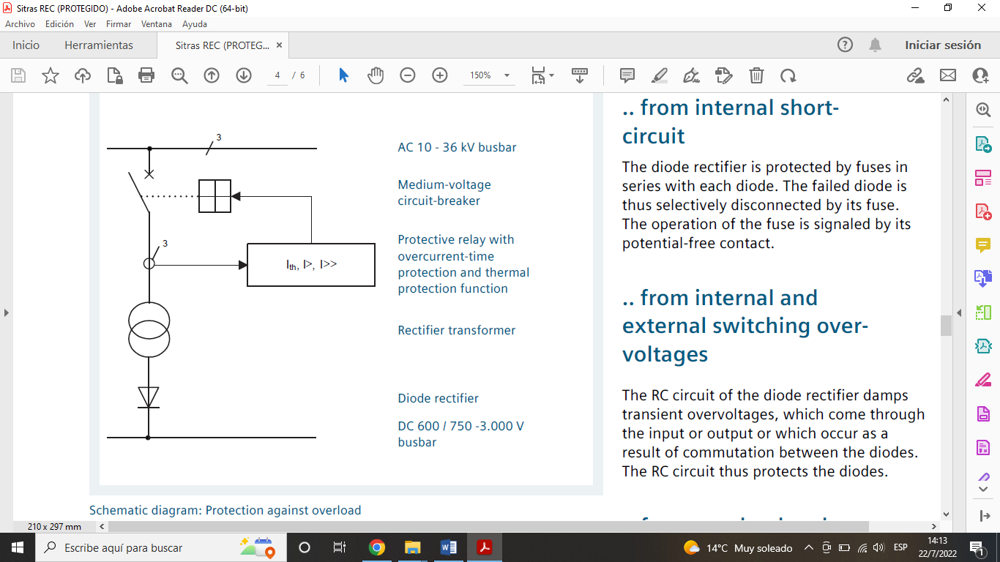 Sitras REC (PROTEGIDO) - Adobe Acrobat Reader DC (64-bit)
Archivo Edición Ver Firmar Ventana Ayuda
Inicio Herramientas Sitras REC (PROTEG... Iniciar sesión
4 / 6 150%
3
AC 10 - 36 kV busbar
Medium-voltage
circuit-breaker
3
Ith, I>, I>>
Protective relay with
overcurrent-time
protection and thermal
protection function
Rectifier transformer
Diode rectifier
DC 600 / 750 -3.000 V
busbar
Schematic diagram: Protection against overload
.. from internal short-
circuit
The diode rectifier is protected by fuses in
series with each diode. The failed diode is
thus selectively disconnected by its fuse.
The operation of the fuse is signaled by its
potential-free contact.
.. from internal and
external switching over-
voltages
The RC circuit of the diode rectifier damps
transient overvoltages, which come through
the input or output or which occur as a
result of commutation between the diodes.
The RC circuit thus protects the diodes.
210 x 297 mm
Escribe aquí para buscar
14°C Muy soleado
ESP
14:13
22/7/2022
1